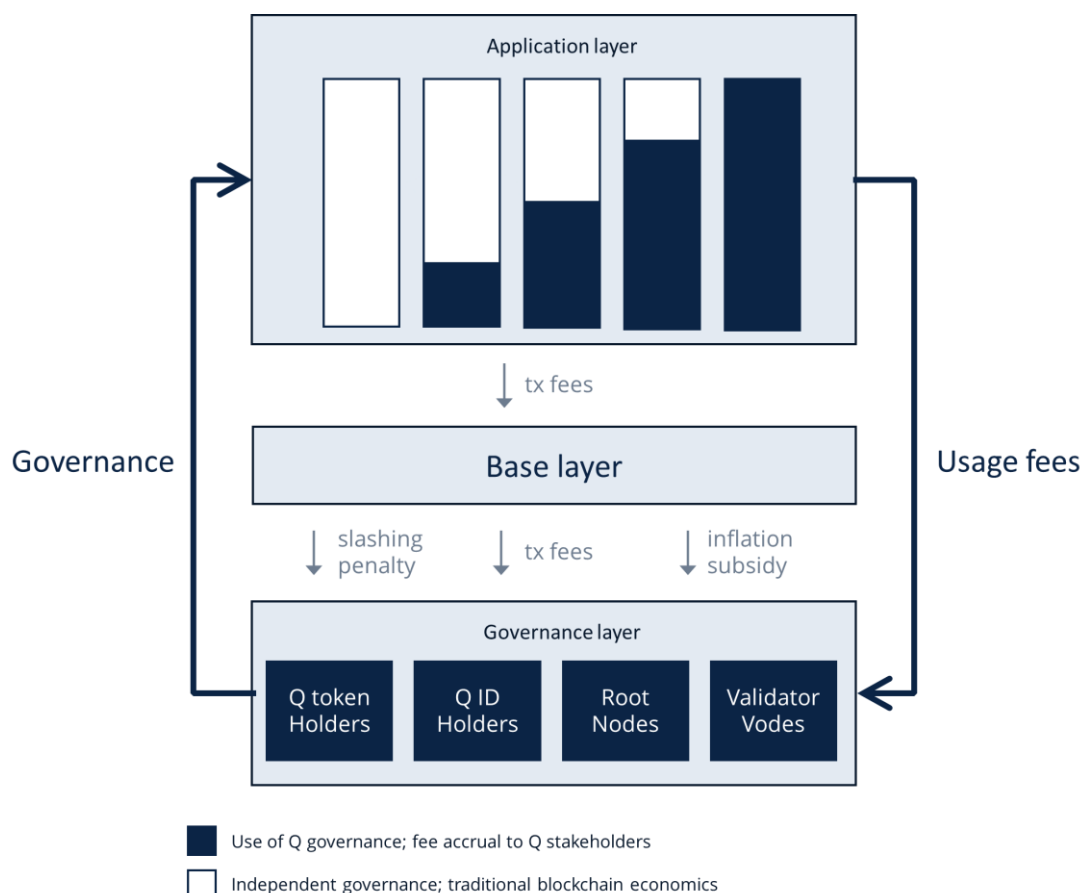 Application layer
tx fees
Governance
Base layer
Usage fees
slashing
penalty
tx fees
inflation
subsidy
Governance layer
Q token
Holders
Q ID
Holders
Root
Nodes
Validator
Vodes
Use of Q governance; fee accrual to Q stakeholders
Independent governance; traditional blockchain economics